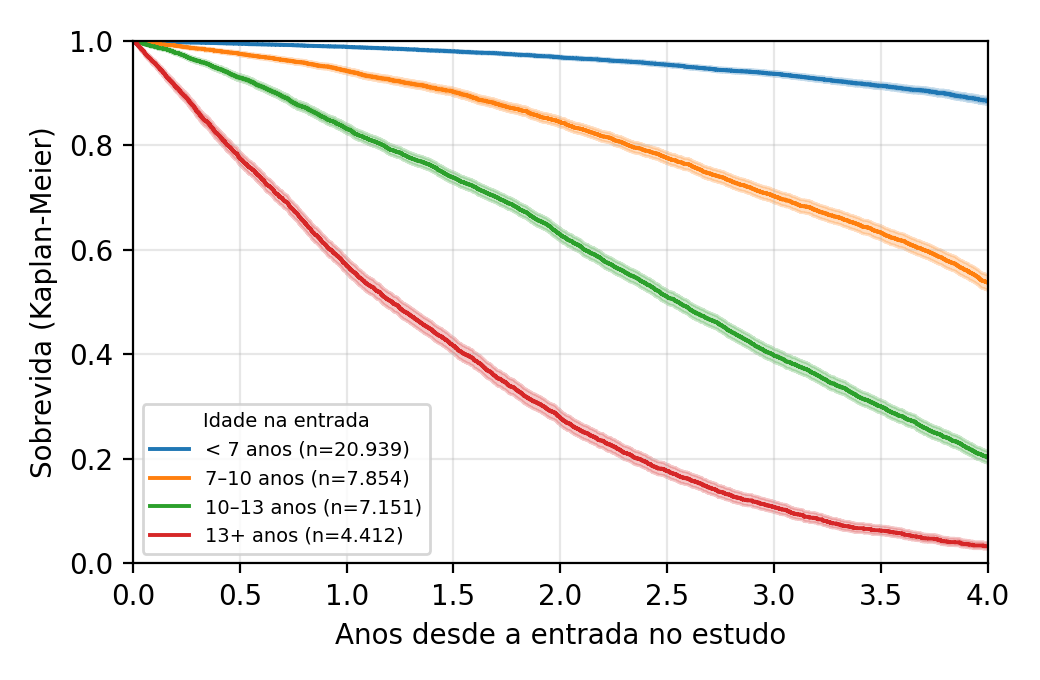 1.0
0.8
0.6
0.4
0.2
0.0
Sobrevida (Kaplan-Meier)
Idade na entrada
< 7 anos (n=20.939)
7–10 anos (n=7.854)
10–13 anos (n=7.151)
13+ anos (n=4.412)
0.0 0.5 1.0 1.5 2.0 2.5 3.0 3.5 4.0
Anos desde a entrada no estudo